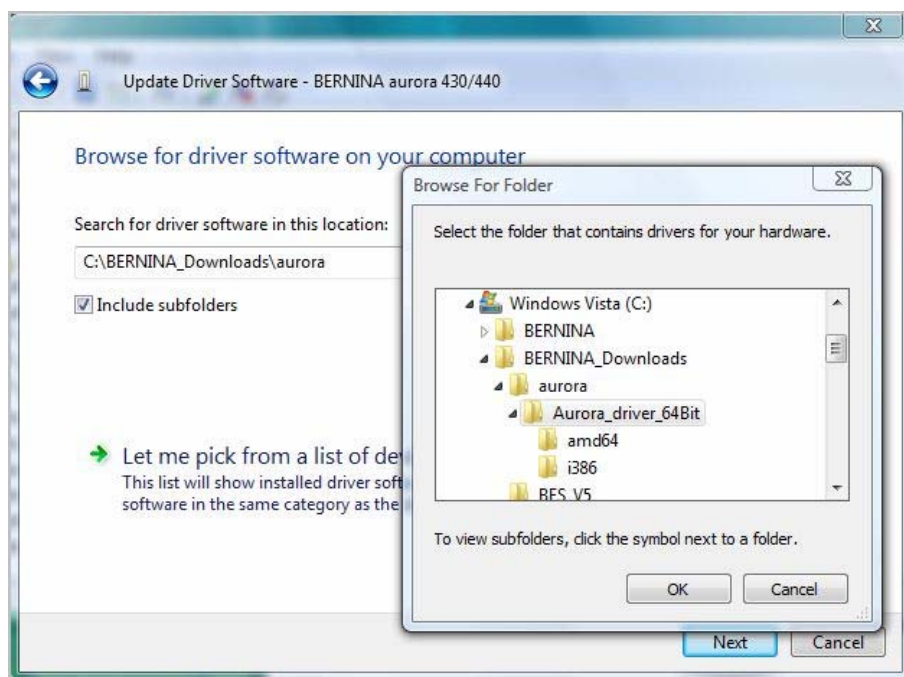 Update Driver Software - BERNINA aurora 430/440
Browse for driver software on your computer
Search for driver software in this location:
C:\BERNINA_Downloads\aurora
Include subfolders
Let me pick from a list of de
This list will show installed driver soft
software in the same category as the
Browse For Folder
Select the folder that contains drivers for your hardware.
Windows Vista (C:)
BERNINA
BERNINA_Downloads
aurora
Aurora_driver_64Bit
amd64
i386
BES_V5
To view subfolders, click the symbol next to a folder.
OK Cancel
Next Cancel